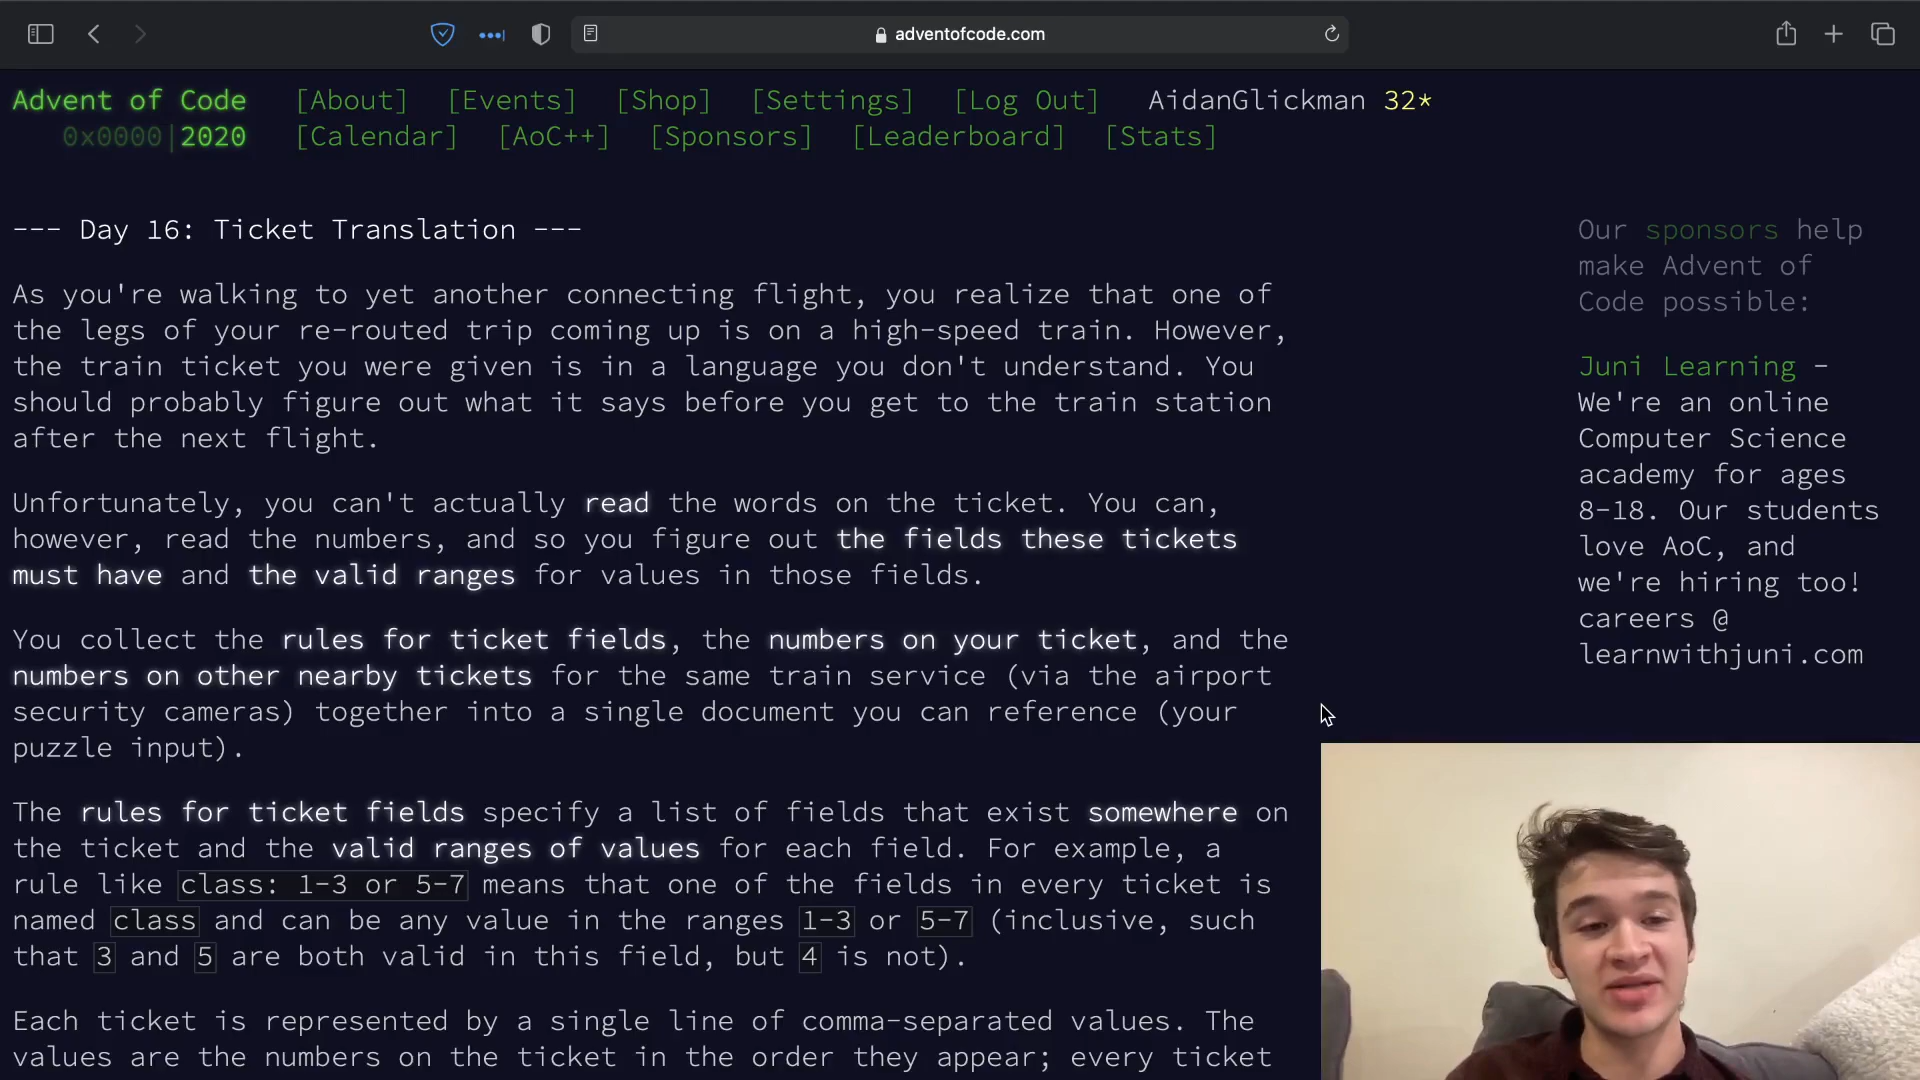 adventofcode.com
Advent of Code [About] [Events] [Shop] [Settings] [Log Out] AidanGlickman 32*
0x0000|2020 [Calendar] [AoC++] [Sponsors] [Leaderboard] [Stats]
--- Day 16: Ticket Translation ---
As you're walking to yet another connecting flight, you realize that one of
the legs of your re-routed trip coming up is on a high-speed train. However,
the train ticket you were given is in a language you don't understand. You
should probably figure out what it says before you get to the train station
after the next flight.
Unfortunately, you can't actually read the words on the ticket. You can,
however, read the numbers, and so you figure out the fields these tickets
must have and the valid ranges for values in those fields.
You collect the rules for ticket fields, the numbers on your ticket, and the
numbers on other nearby tickets for the same train service (via the airport
security cameras) together into a single document you can reference (your
puzzle input).
The rules for ticket fields specify a list of fields that exist somewhere on
the ticket and the valid ranges of values for each field. For example, a
rule like class: 1-3 or 5-7 means that one of the fields in every ticket is
named class and can be any value in the ranges 1-3 or 5-7 (inclusive, such
that 3 and 5 are both valid in this field, but 4 is not).
Each ticket is represented by a single line of comma-separated values. The
values are the numbers on the ticket in the order they appear; every ticket
Our sponsors help
make Advent of
Code possible:
Juni Learning -
We're an online
Computer Science
academy for ages
8-18. Our students
love AoC, and
we're hiring too!
careers @
learnwithjuni.com